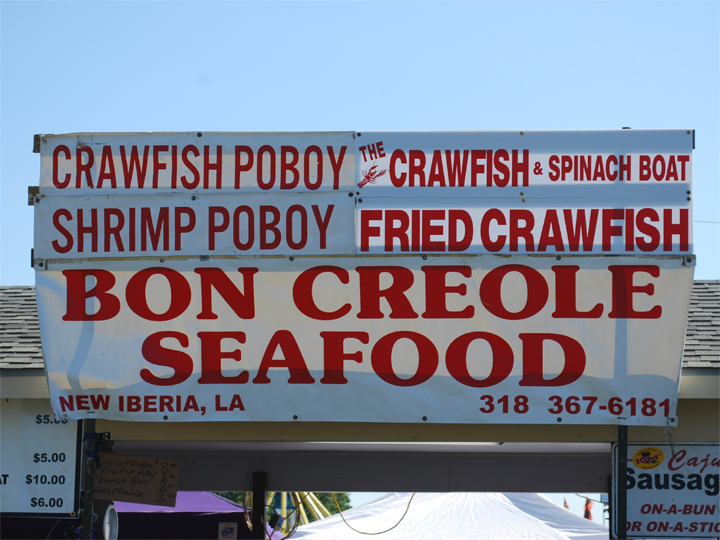 CRAWFISH POBOY
THE CRAWFISH & SPINACH BOAT
SHRIMP POBOY
FRIED CRAWFISH
BON CREOLE
SEAFOOD
NEW IBERIA, LA
318 367-6181
$5.00
$5.00
$10.00
$6.00
Sausag
ON-A-BUN
OR ON-A-STIC